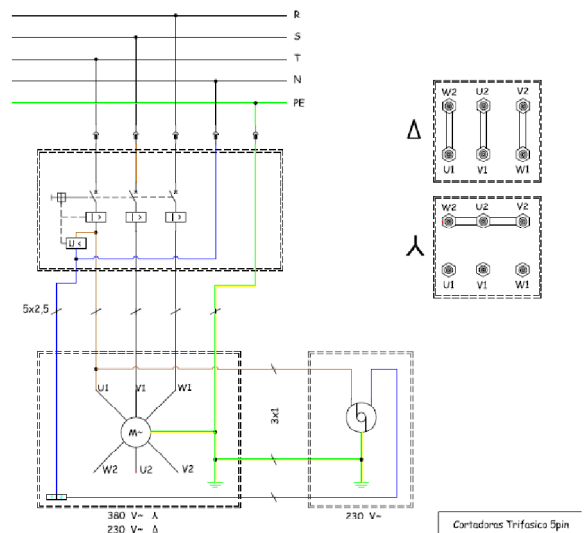 R
S
T
N
PE
Δ
W2 U2 V2
U1 V1 W1
W2 U2 V2
U1 V1 W1
I > I > I >
U <
5x2,5
U1 V1 W1
M~
W2 U2 V2
3x1
380 V~ ⅄
230 V~ Δ
230 V~
Cortadoras Trifasico 5pin